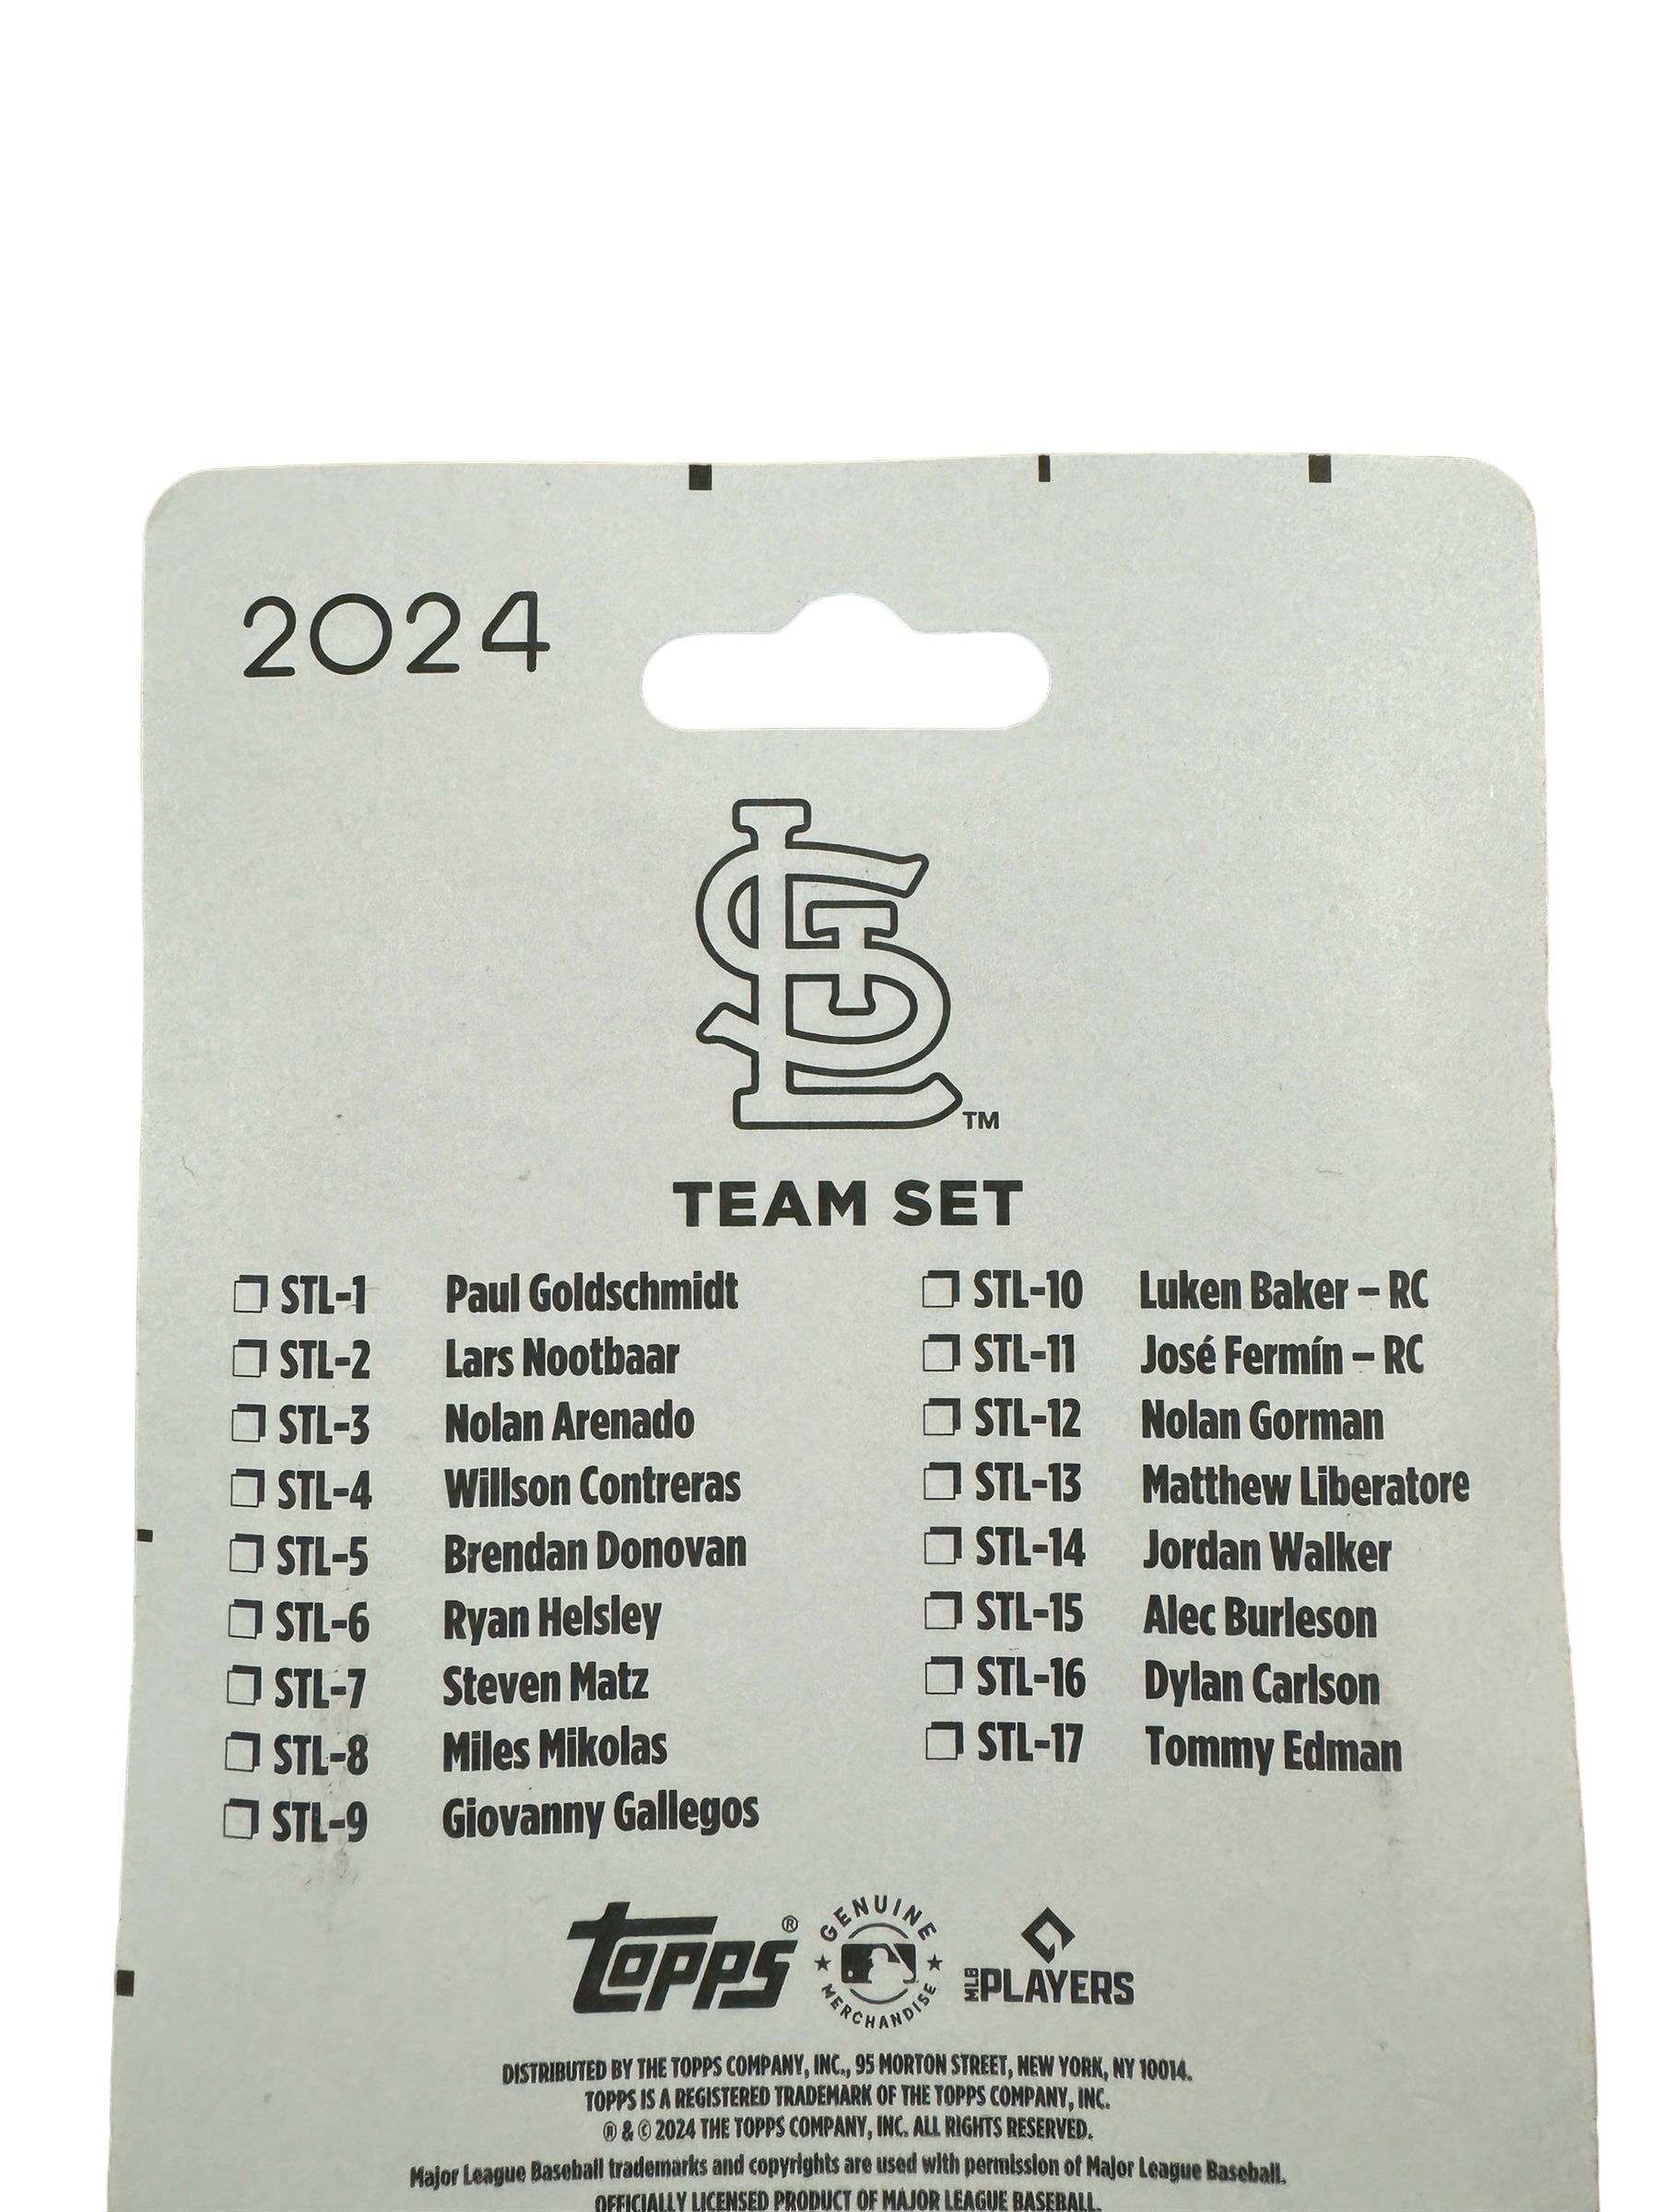 2024
STL
TM
TEAM SET
STL-1 Paul Goldschmidt
STL-2 Lars Nootbaar
STL-3 Nolan Arenado
STL-4 Willson Contreras
STL-5 Brendan Donovan
STL-6 Ryan Helsley
STL-7 Steven Matz
STL-8 Miles Mikolas
STL-9 Giovanny Gallegos
STL-10 Luken Baker – RC
STL-11 José Fermín – RC
STL-12 Nolan Gorman
STL-13 Matthew Liberatore
STL-14 Jordan Walker
STL-15 Alec Burleson
STL-16 Dylan Carlson
STL-17 Tommy Edman
Topps®
GENUINE MERCHANDISE
MLB PLAYERS
DISTRIBUTED BY THE TOPPS COMPANY, INC., 95 MORTON STREET, NEW YORK, NY 10014.
TOPPS IS A REGISTERED TRADEMARK OF THE TOPPS COMPANY, INC.
® & © 2024 THE TOPPS COMPANY, INC. ALL RIGHTS RESERVED.
Major League Baseball trademarks and copyrights are used with permission of Major League Baseball.
OFFICIALLY LICENSED PRODUCT OF MAJOR LEAGUE BASEBALL.